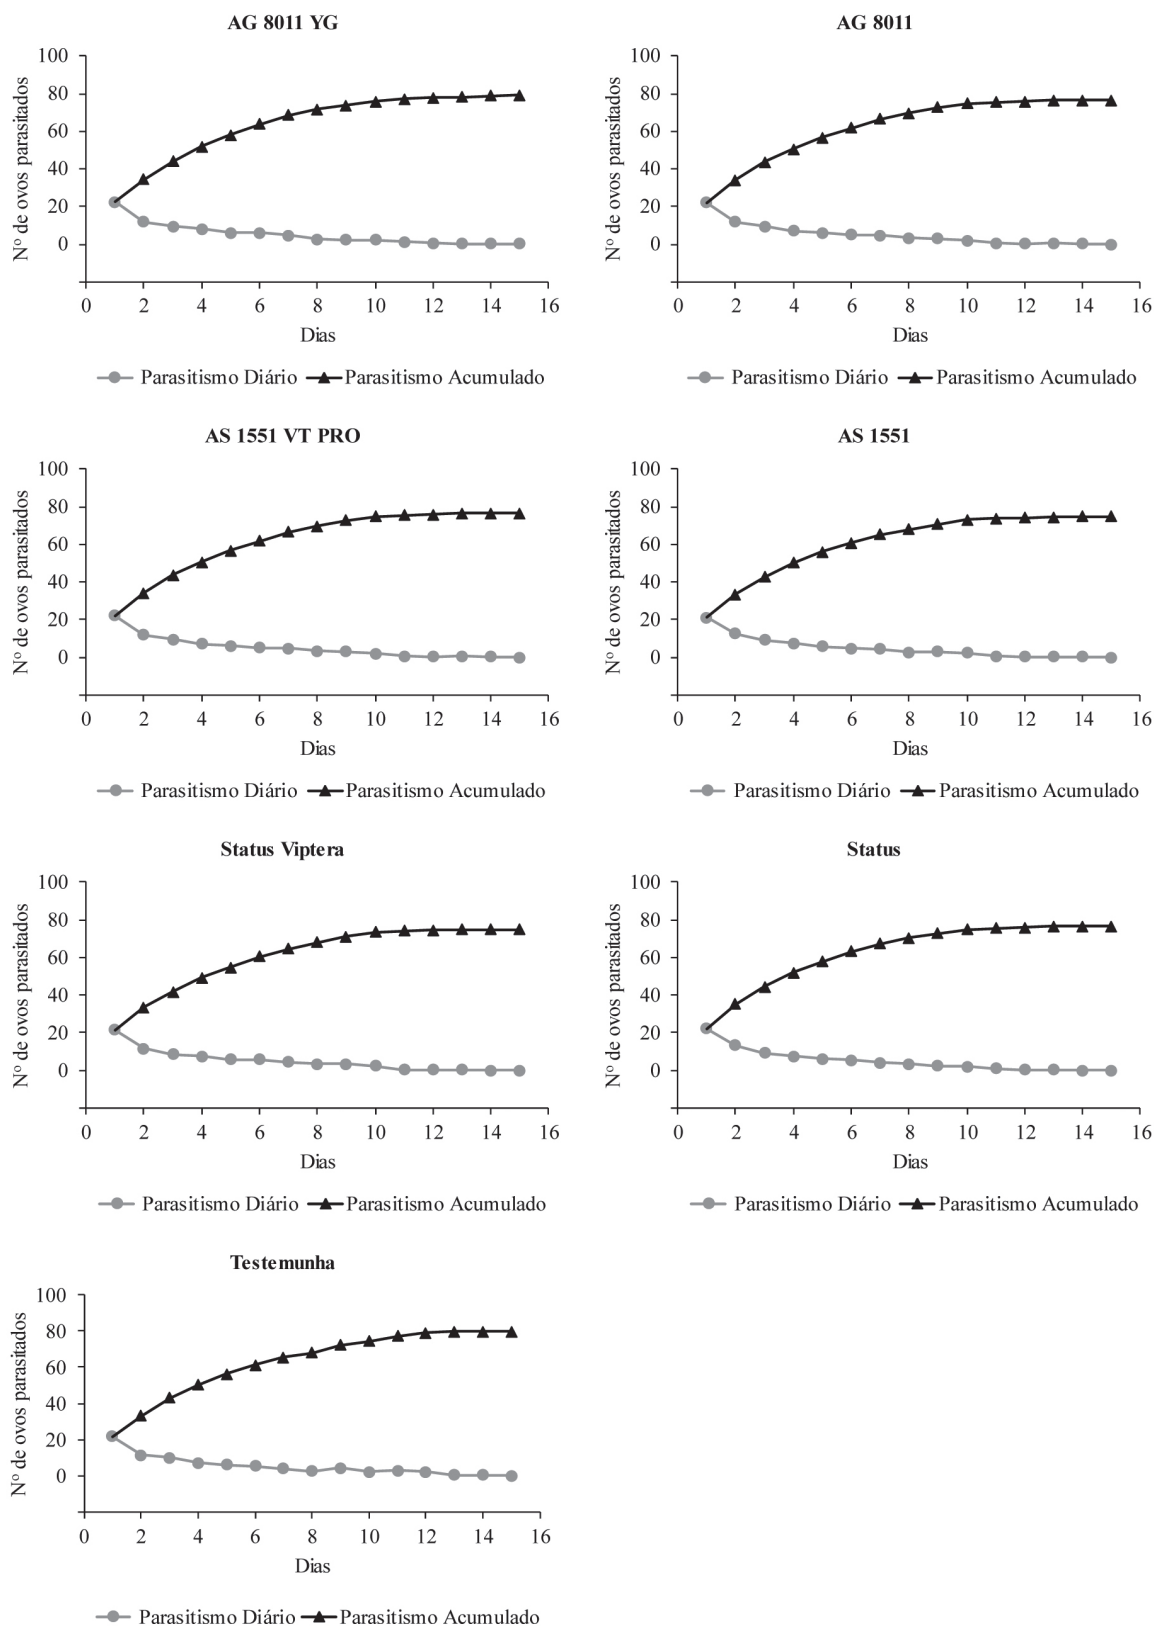 AG 8011 YG
Nº de ovos parasitados
100
80
60
40
20
0
0 2 4 6 8 10 12 14 16
Dias
Parasitismo Diário Parasitismo Acumulado
AG 8011
Nº de ovos parasitados
100
80
60
40
20
0
0 2 4 6 8 10 12 14 16
Dias
Parasitismo Diário Parasitismo Acumulado
AS 1551 VT PRO
Nº de ovos parasitados
100
80
60
40
20
0
0 2 4 6 8 10 12 14 16
Dias
Parasitismo Diário Parasitismo Acumulado
AS 1551
Nº de ovos parasitados
100
80
60
40
20
0
0 2 4 6 8 10 12 14 16
Dias
Parasitismo Diário Parasitismo Acumulado
Status Viptera
Nº de ovos parasitados
100
80
60
40
20
0
0 2 4 6 8 10 12 14 16
Dias
Parasitismo Diário Parasitismo Acumulado
Status
Nº de ovos parasitados
100
80
60
40
20
0
0 2 4 6 8 10 12 14 16
Dias
Parasitismo Diário Parasitismo Acumulado
Testemunha
Nº de ovos parasitados
100
80
60
40
20
0
0 2 4 6 8 10 12 14 16
Dias
Parasitismo Diário Parasitismo Acumulado